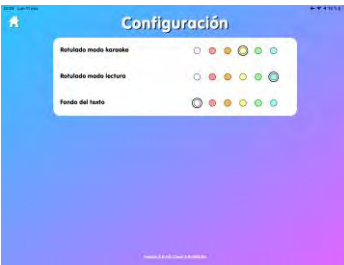 Configuración
Rotulado modo karaoke
Rotulado modo lectura
Fondo del texto